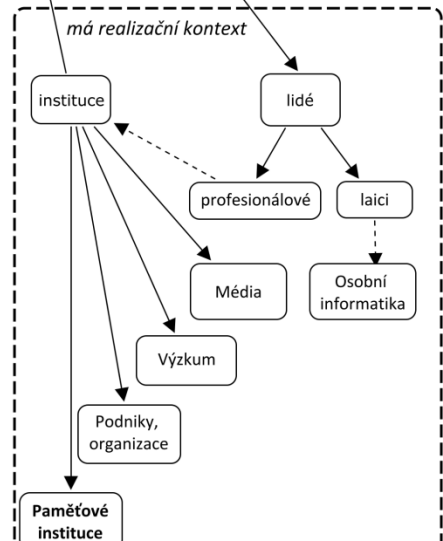 má realizační kontext
instituce
lidé
profesionálové
laici
Média
Osobní
informatika
Výzkum
Podniky,
organizace
Paměťové
instituce